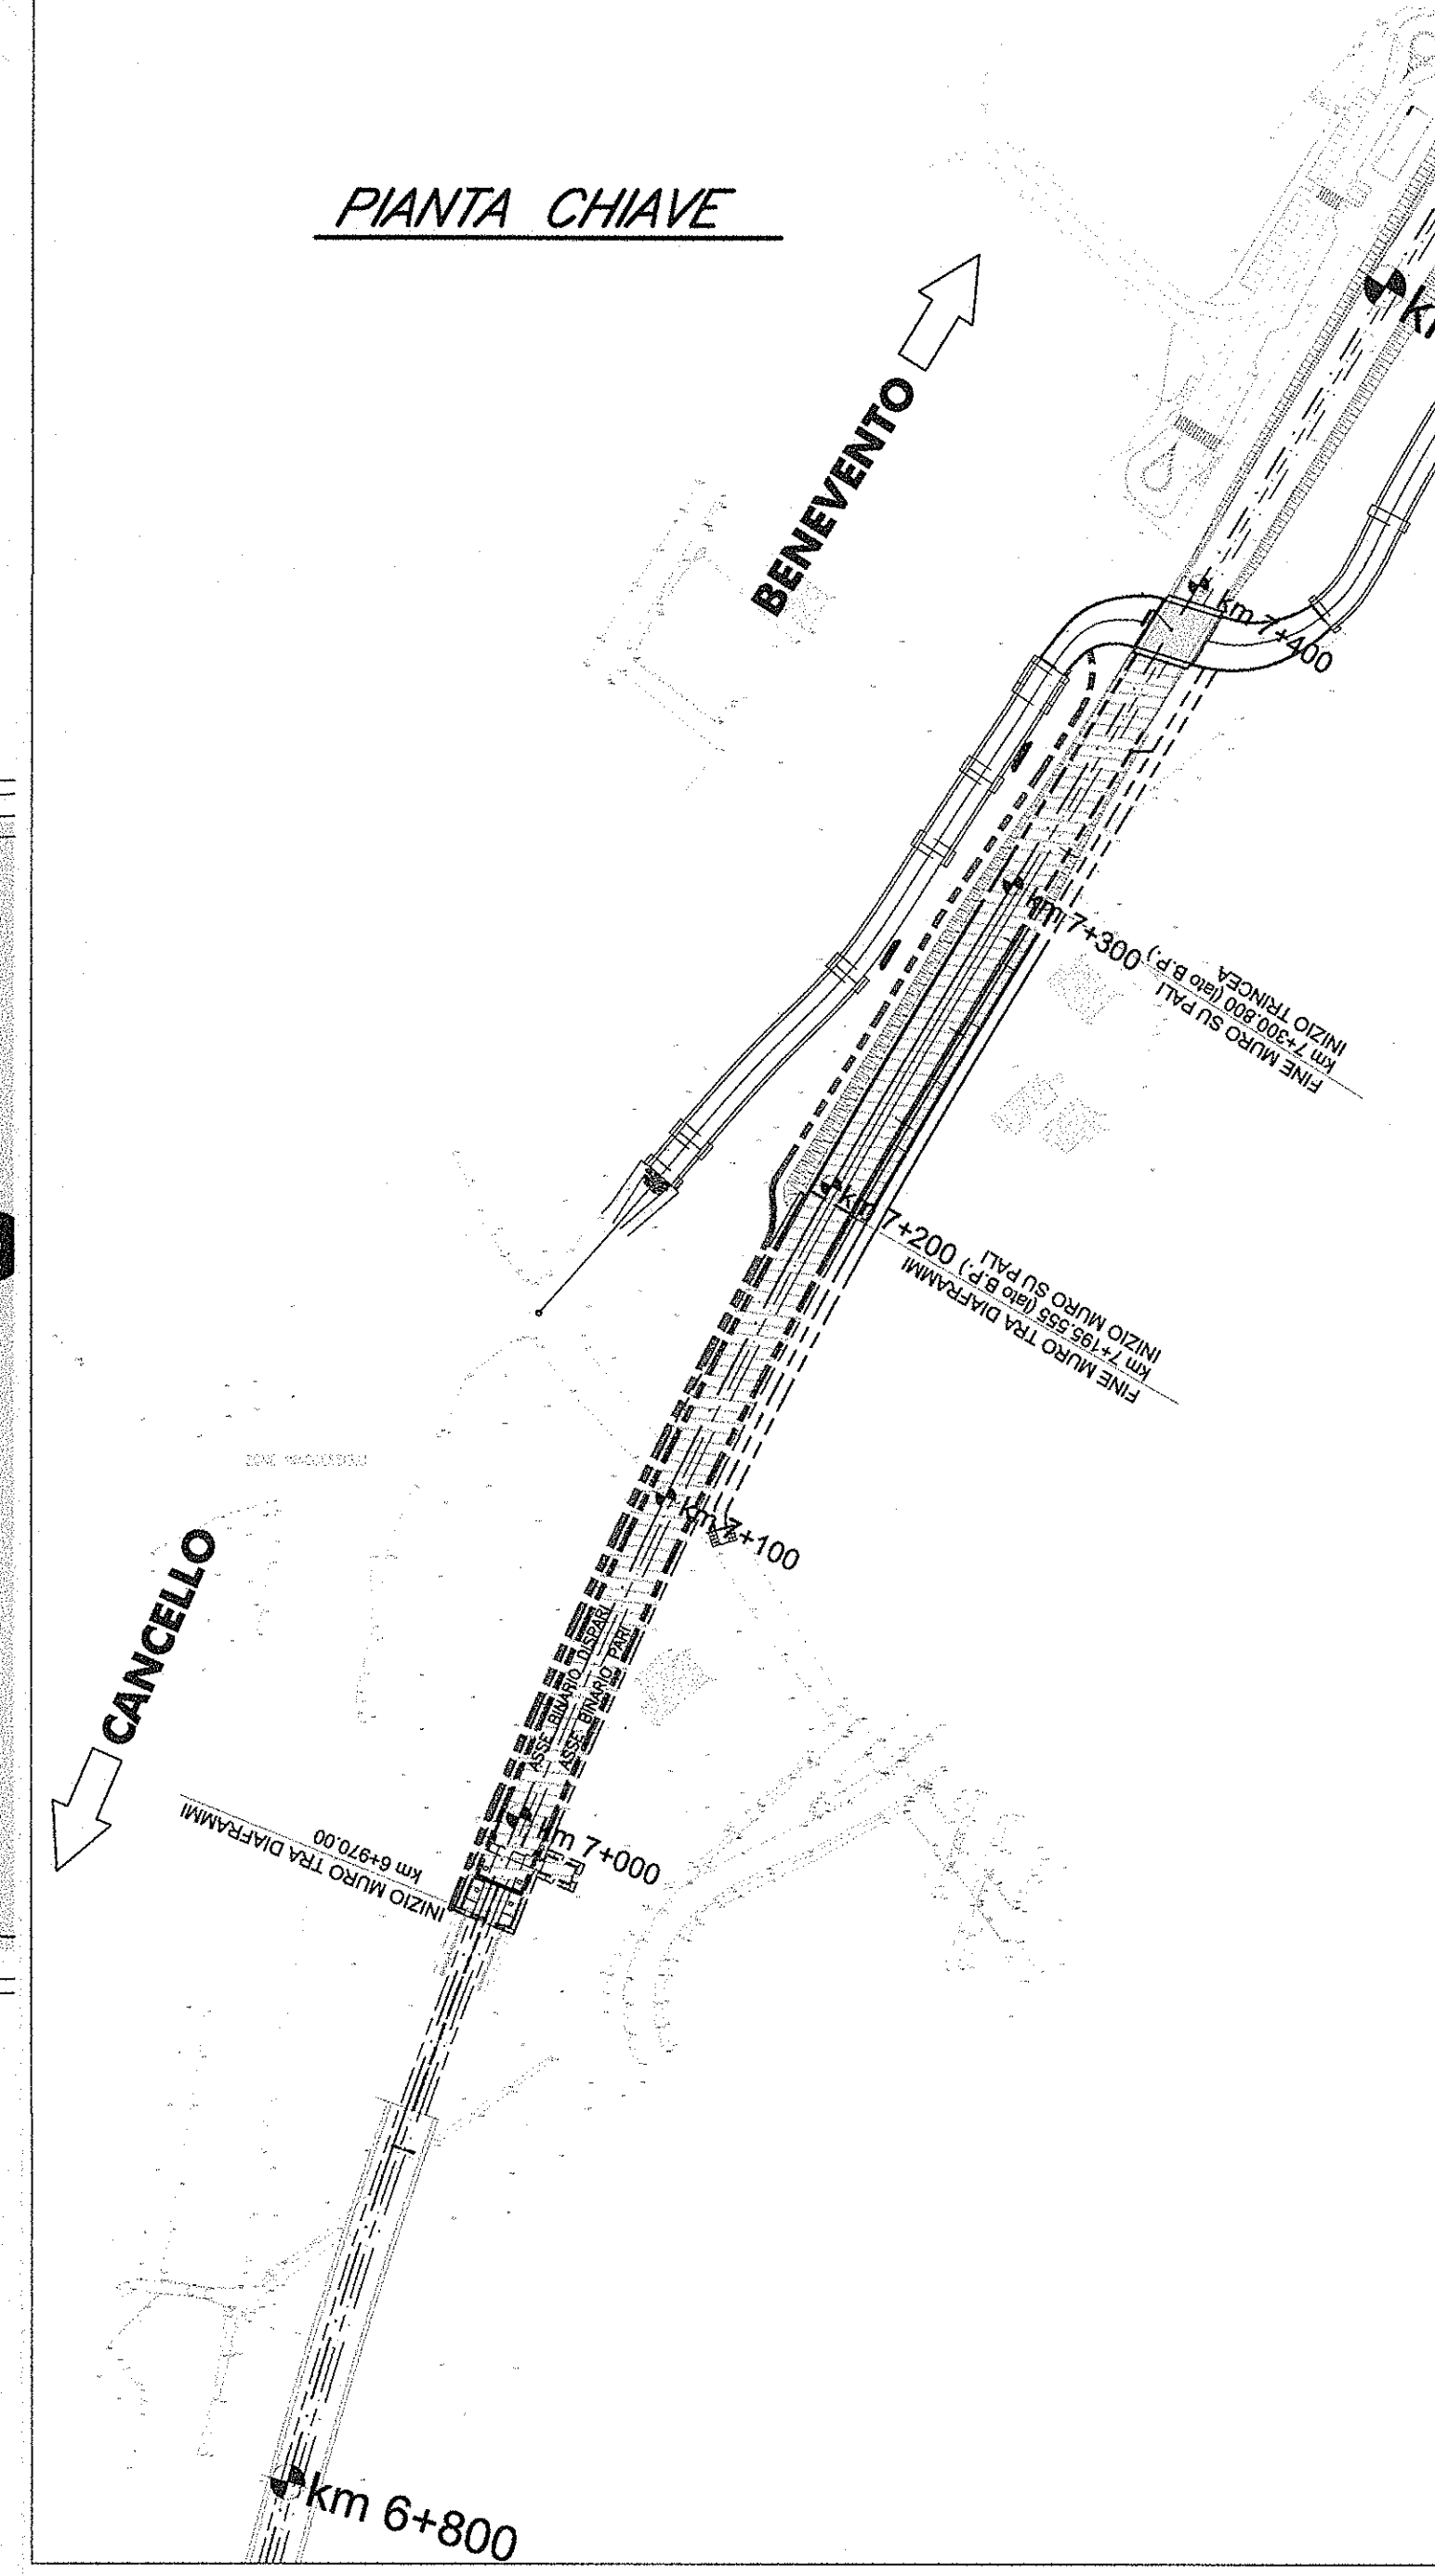 PIANTA CHIAVE
BENEVENTO
km 7+400
km 7+300
FINE MURO SU PALI
km 7+300.800 (lato B.P.)
INIZIO TRINCEA
km 7+200
FINE MURO TRA DIAFRAMMI
km 7+195.555 (lato B.P.)
INIZIO MURO SU PALI
km 7+100
CANCELLO
ASSE BINARIO DISPARI
ASSE BINARIO PARI
km 7+000
INIZIO MURO TRA DIAFRAMMI
km 6+970.00
km 6+800